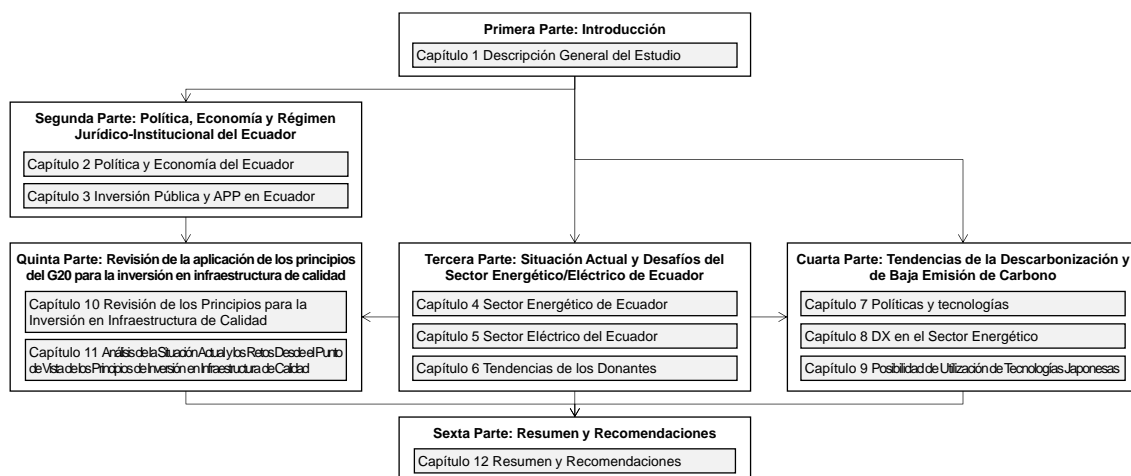 Primera Parte: Introducción
Capítulo 1 Descripción General del Estudio
Segunda Parte: Política, Economía y Régimen
Jurídico-Institucional del Ecuador
Capítulo 2 Política y Economía del Ecuador
Capítulo 3 Inversión Pública y APP en Ecuador
Quinta Parte: Revisión de la aplicación de los principios
del G20 para la inversión en infraestructura de calidad
Capítulo 10 Revisión de los Principios para la
Inversión en Infraestructura de Calidad
Capítulo 11 Análisis de la Situación Actual y los Retos Desde el Punto
de Vista de los Principios de Inversión en Infraestructura de Calidad
Tercera Parte: Situación Actual y Desafíos del
Sector Energético/Eléctrico de Ecuador
Capítulo 4 Sector Energético de Ecuador
Capítulo 5 Sector Eléctrico del Ecuador
Capítulo 6 Tendencias de los Donantes
Cuarta Parte: Tendencias de la Descarbonización y
de Baja Emisión de Carbono
Capítulo 7 Políticas y tecnologías
Capítulo 8 DX en el Sector Energético
Capítulo 9 Posibilidad de Utilización de Tecnologías Japonesas
Sexta Parte: Resumen y Recomendaciones
Capítulo 12 Resumen y Recomendaciones